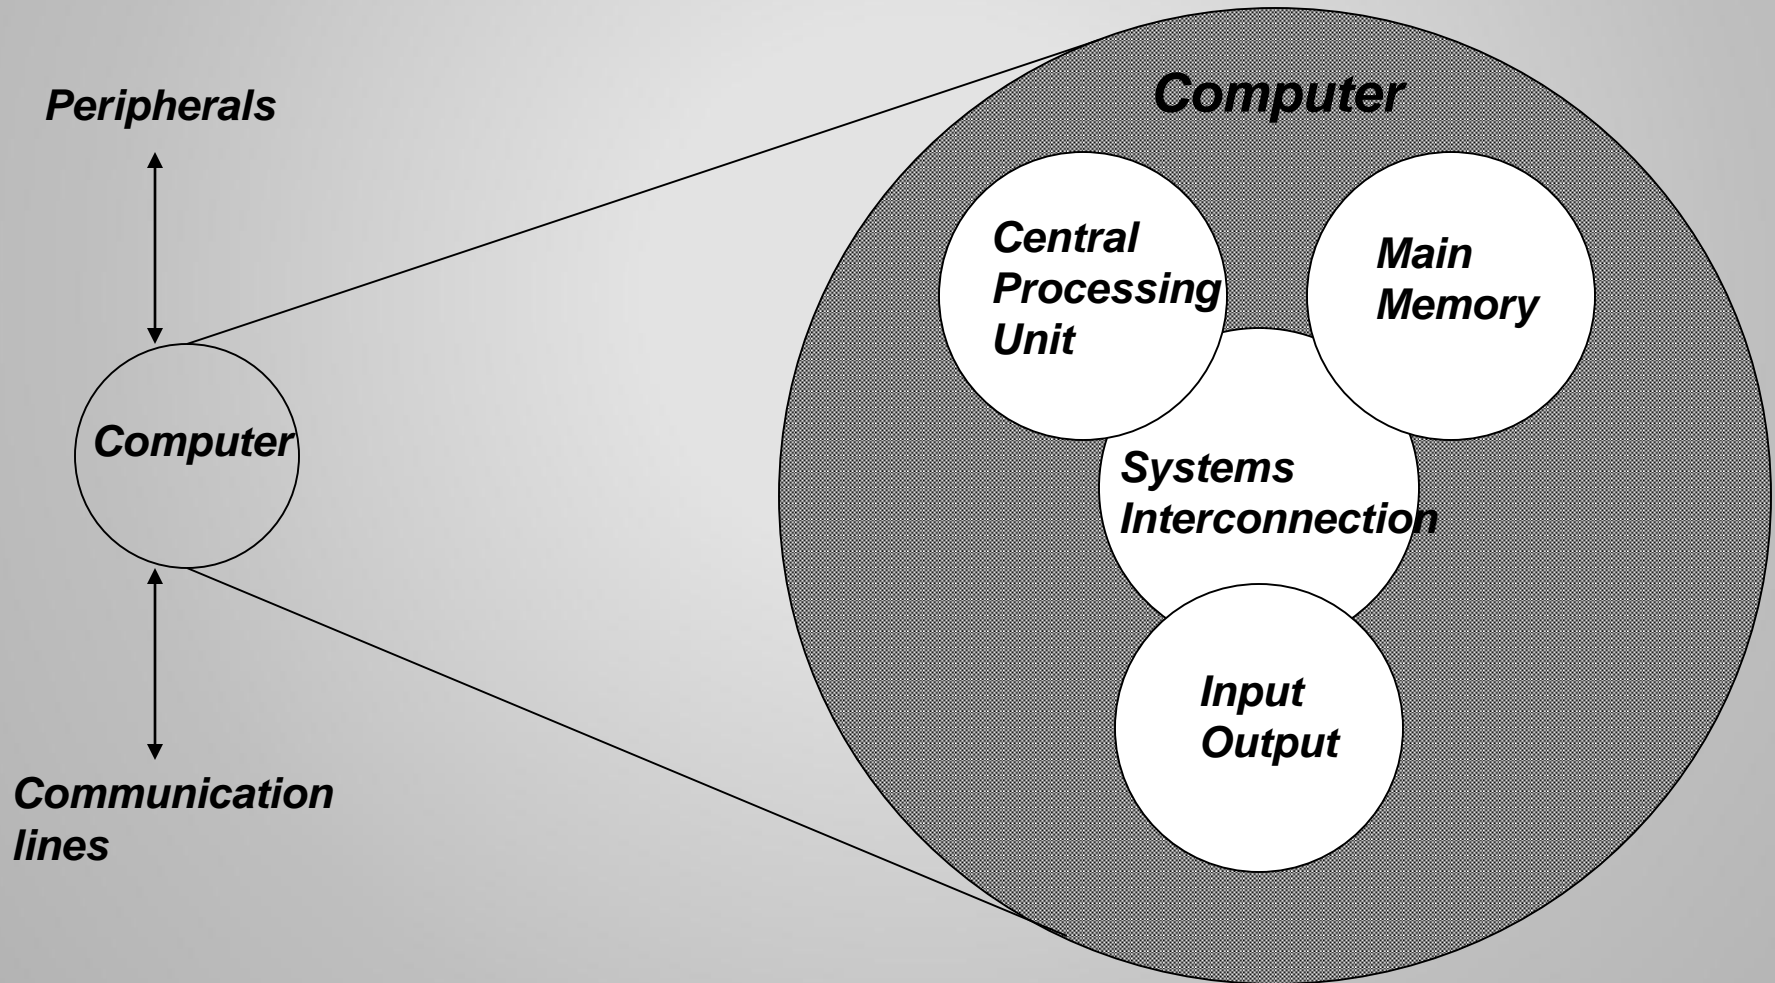 Peripherals
Computer
Communication
lines
Computer
Central
Processing
Unit
Main
Memory
Systems
Interconnection
Input
Output